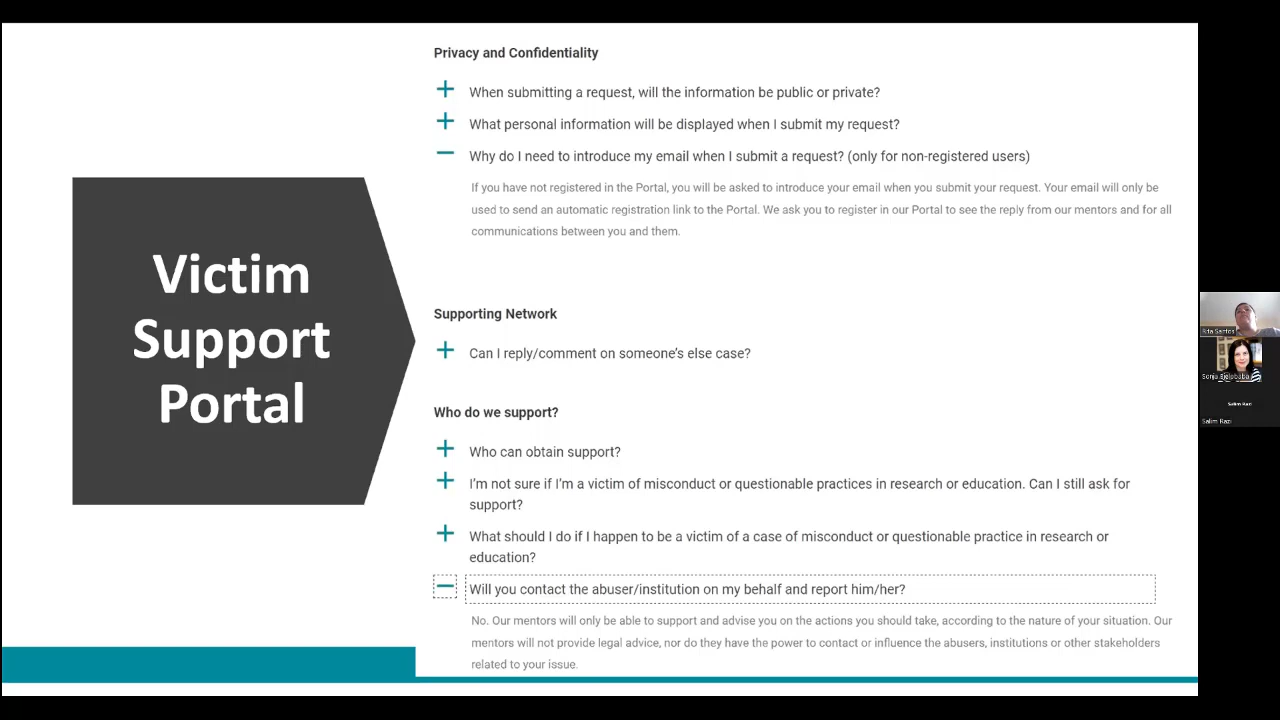 Privacy and Confidentiality
When submitting a request, will the information be public or private?
What personal information will be displayed when I submit my request?
Why do I need to introduce my email when I submit a request? (only for non-registered users)
If you have not registered in the Portal, you will be asked to introduce your email when you submit your request. Your email will only be
used to send an automatic registration link to the Portal. We ask you to register in our Portal to see the reply from our mentors and for all
communications between you and them.
Victim
Support
Portal
Supporting Network
Can I reply/comment on someone's else case?
Who do we support?
Who can obtain support?
I'm not sure if I'm a victim of misconduct or questionable practices in research or education. Can I still ask for
support?
What should I do if I happen to be a victim of a case of misconduct or questionable practice in research or
education?
Will you contact the abuser/institution on my behalf and report him/her?
No. Our mentors will only be able to support and advise you on the actions you should take, according to the nature of your situation. Our
mentors will not provide legal advice, nor do they have the power to contact or influence the abusers, institutions or other stakeholders
related to your issue.
Rita Santos
Sonja Bjelobaba
Salim Razi
Salim Razi